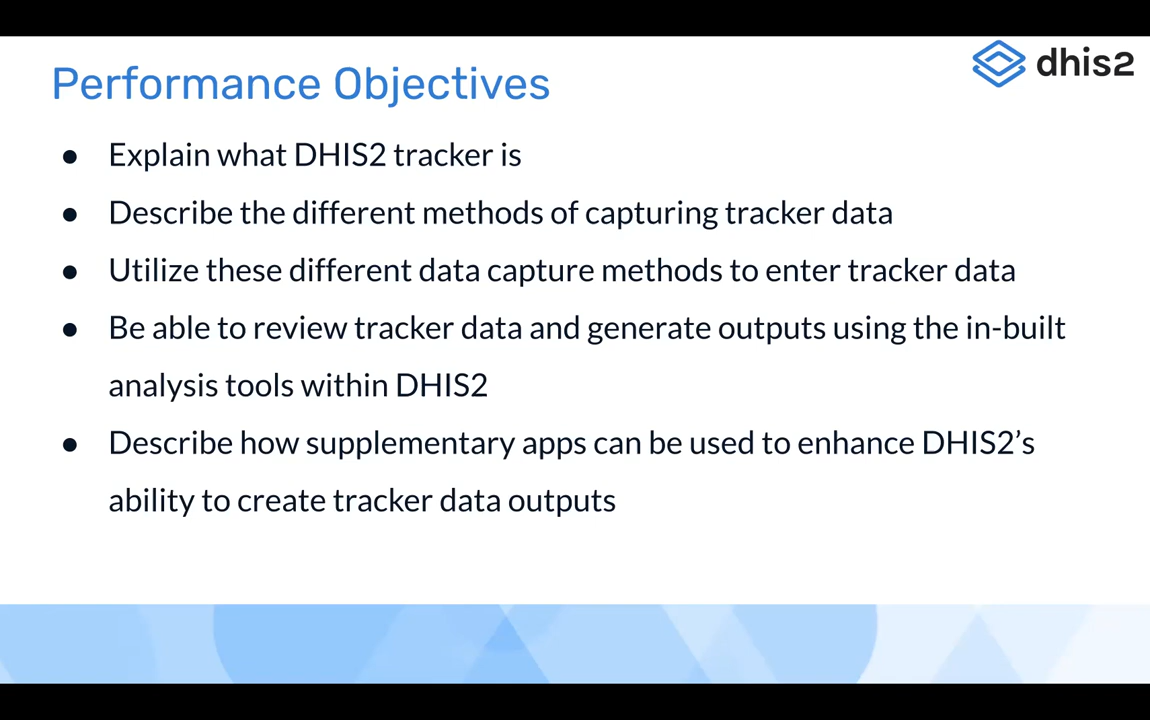 Performance Objectives
dhis2
● Explain what DHIS2 tracker is
● Describe the different methods of capturing tracker data
● Utilize these different data capture methods to enter tracker data
● Be able to review tracker data and generate outputs using the in-built
analysis tools within DHIS2
● Describe how supplementary apps can be used to enhance DHIS2’s
ability to create tracker data outputs